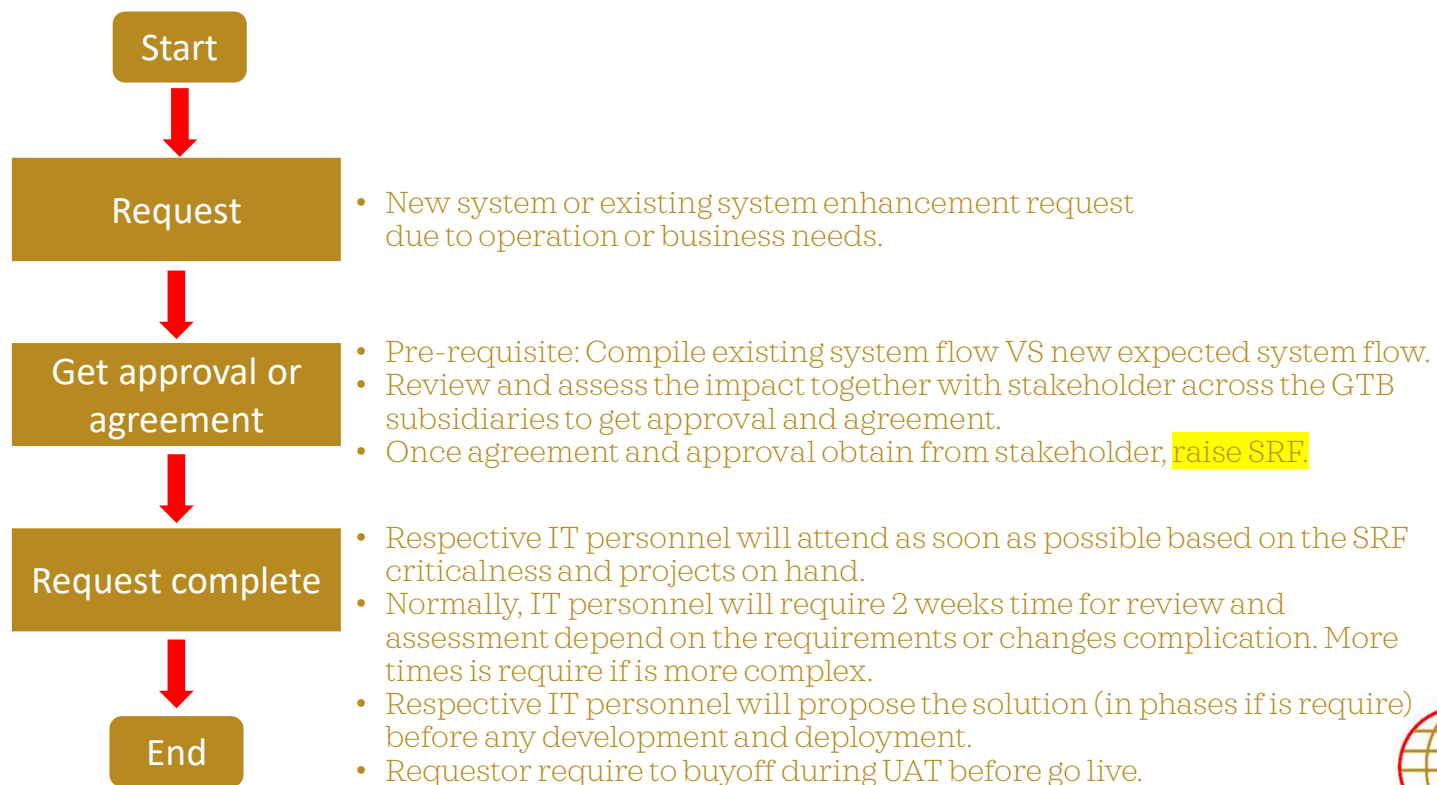 Start
Request
• New system or existing system enhancement request
due to operation or business needs.
Get approval or
agreement
• Pre-requisite: Compile existing system flow VS new expected system flow.
• Review and assess the impact together with stakeholder across the GTB
subsidiaries to get approval and agreement.
• Once agreement and approval obtain from stakeholder, raise SRF.
Request complete
• Respective IT personnel will attend as soon as possible based on the SRF
criticalness and projects on hand.
• Normally, IT personnel will require 2 weeks time for review and
assessment depend on the requirements or changes complication. More
times is require if is more complex.
• Respective IT personnel will propose the solution (in phases if is require)
before any development and deployment.
• Requestor require to buyoff during UAT before go live.
End